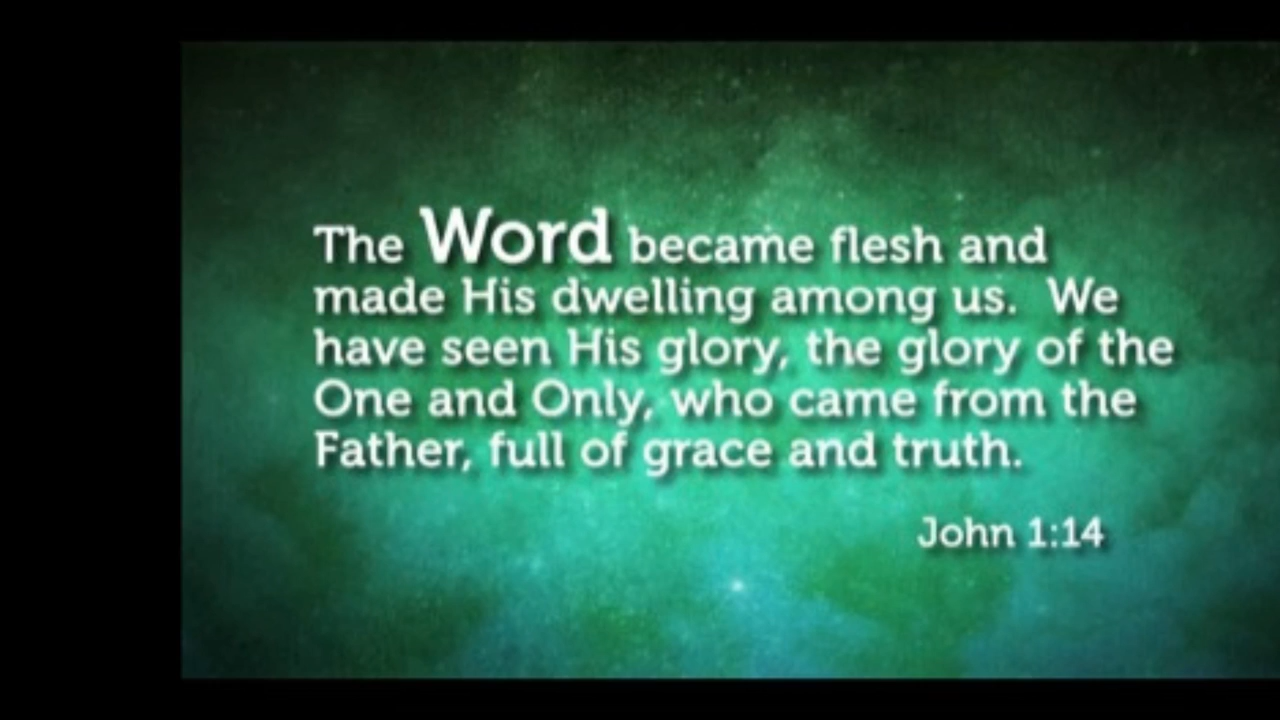 The Word became flesh and
made His dwelling among us. We
have seen His glory, the glory of the
One and Only, who came from the
Father, full of grace and truth.
John 1:14